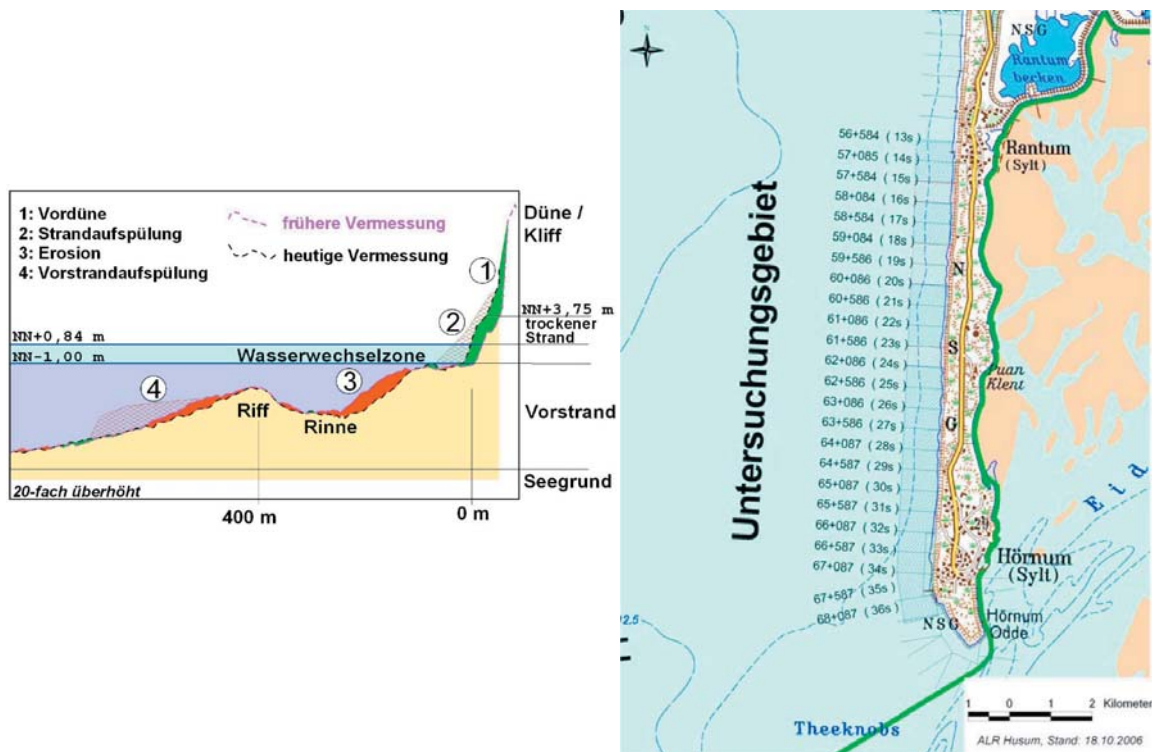 1: Vordüne
2: Strandaufspülung
3: Erosion
4: Vorstrandaufspülung
frühere Vermessung
heutige Vermessung
Düne /
Kliff
1
2
NN+3,75 m
trockener
Strand
NN+0,84 m
NN-1,00 m
Wasserwechselzone
3
4
Riff
Rinne
Vorstrand
Seegrund
20-fach überhöht
400 m
0 m
NSG
Rantum
becken
Rantum
(Sylt)
Untersuchungsgebiet
56+584 (13s)
57+085 (14s)
57+584 (15s)
58+084 (16s)
58+584 (17s)
59+084 (18s)
59+586 (19s)
60+086 (20s)
60+586 (21s)
61+086 (22s)
61+586 (23s)
62+086 (24s)
62+586 (25s)
63+086 (26s)
63+586 (27s)
64+087 (28s)
64+587 (29s)
65+087 (30s)
65+587 (31s)
66+087 (32s)
66+587 (33s)
67+087 (34s)
67+587 (35s)
68+087 (36s)
N
S
G
Puan
Klent
Eid
Hörnum
(Sylt)
NSG
Hörnum
Odde
Theeknobs
1 0 1 2 Kilometer
ALR Husum, Stand: 18.10.2006